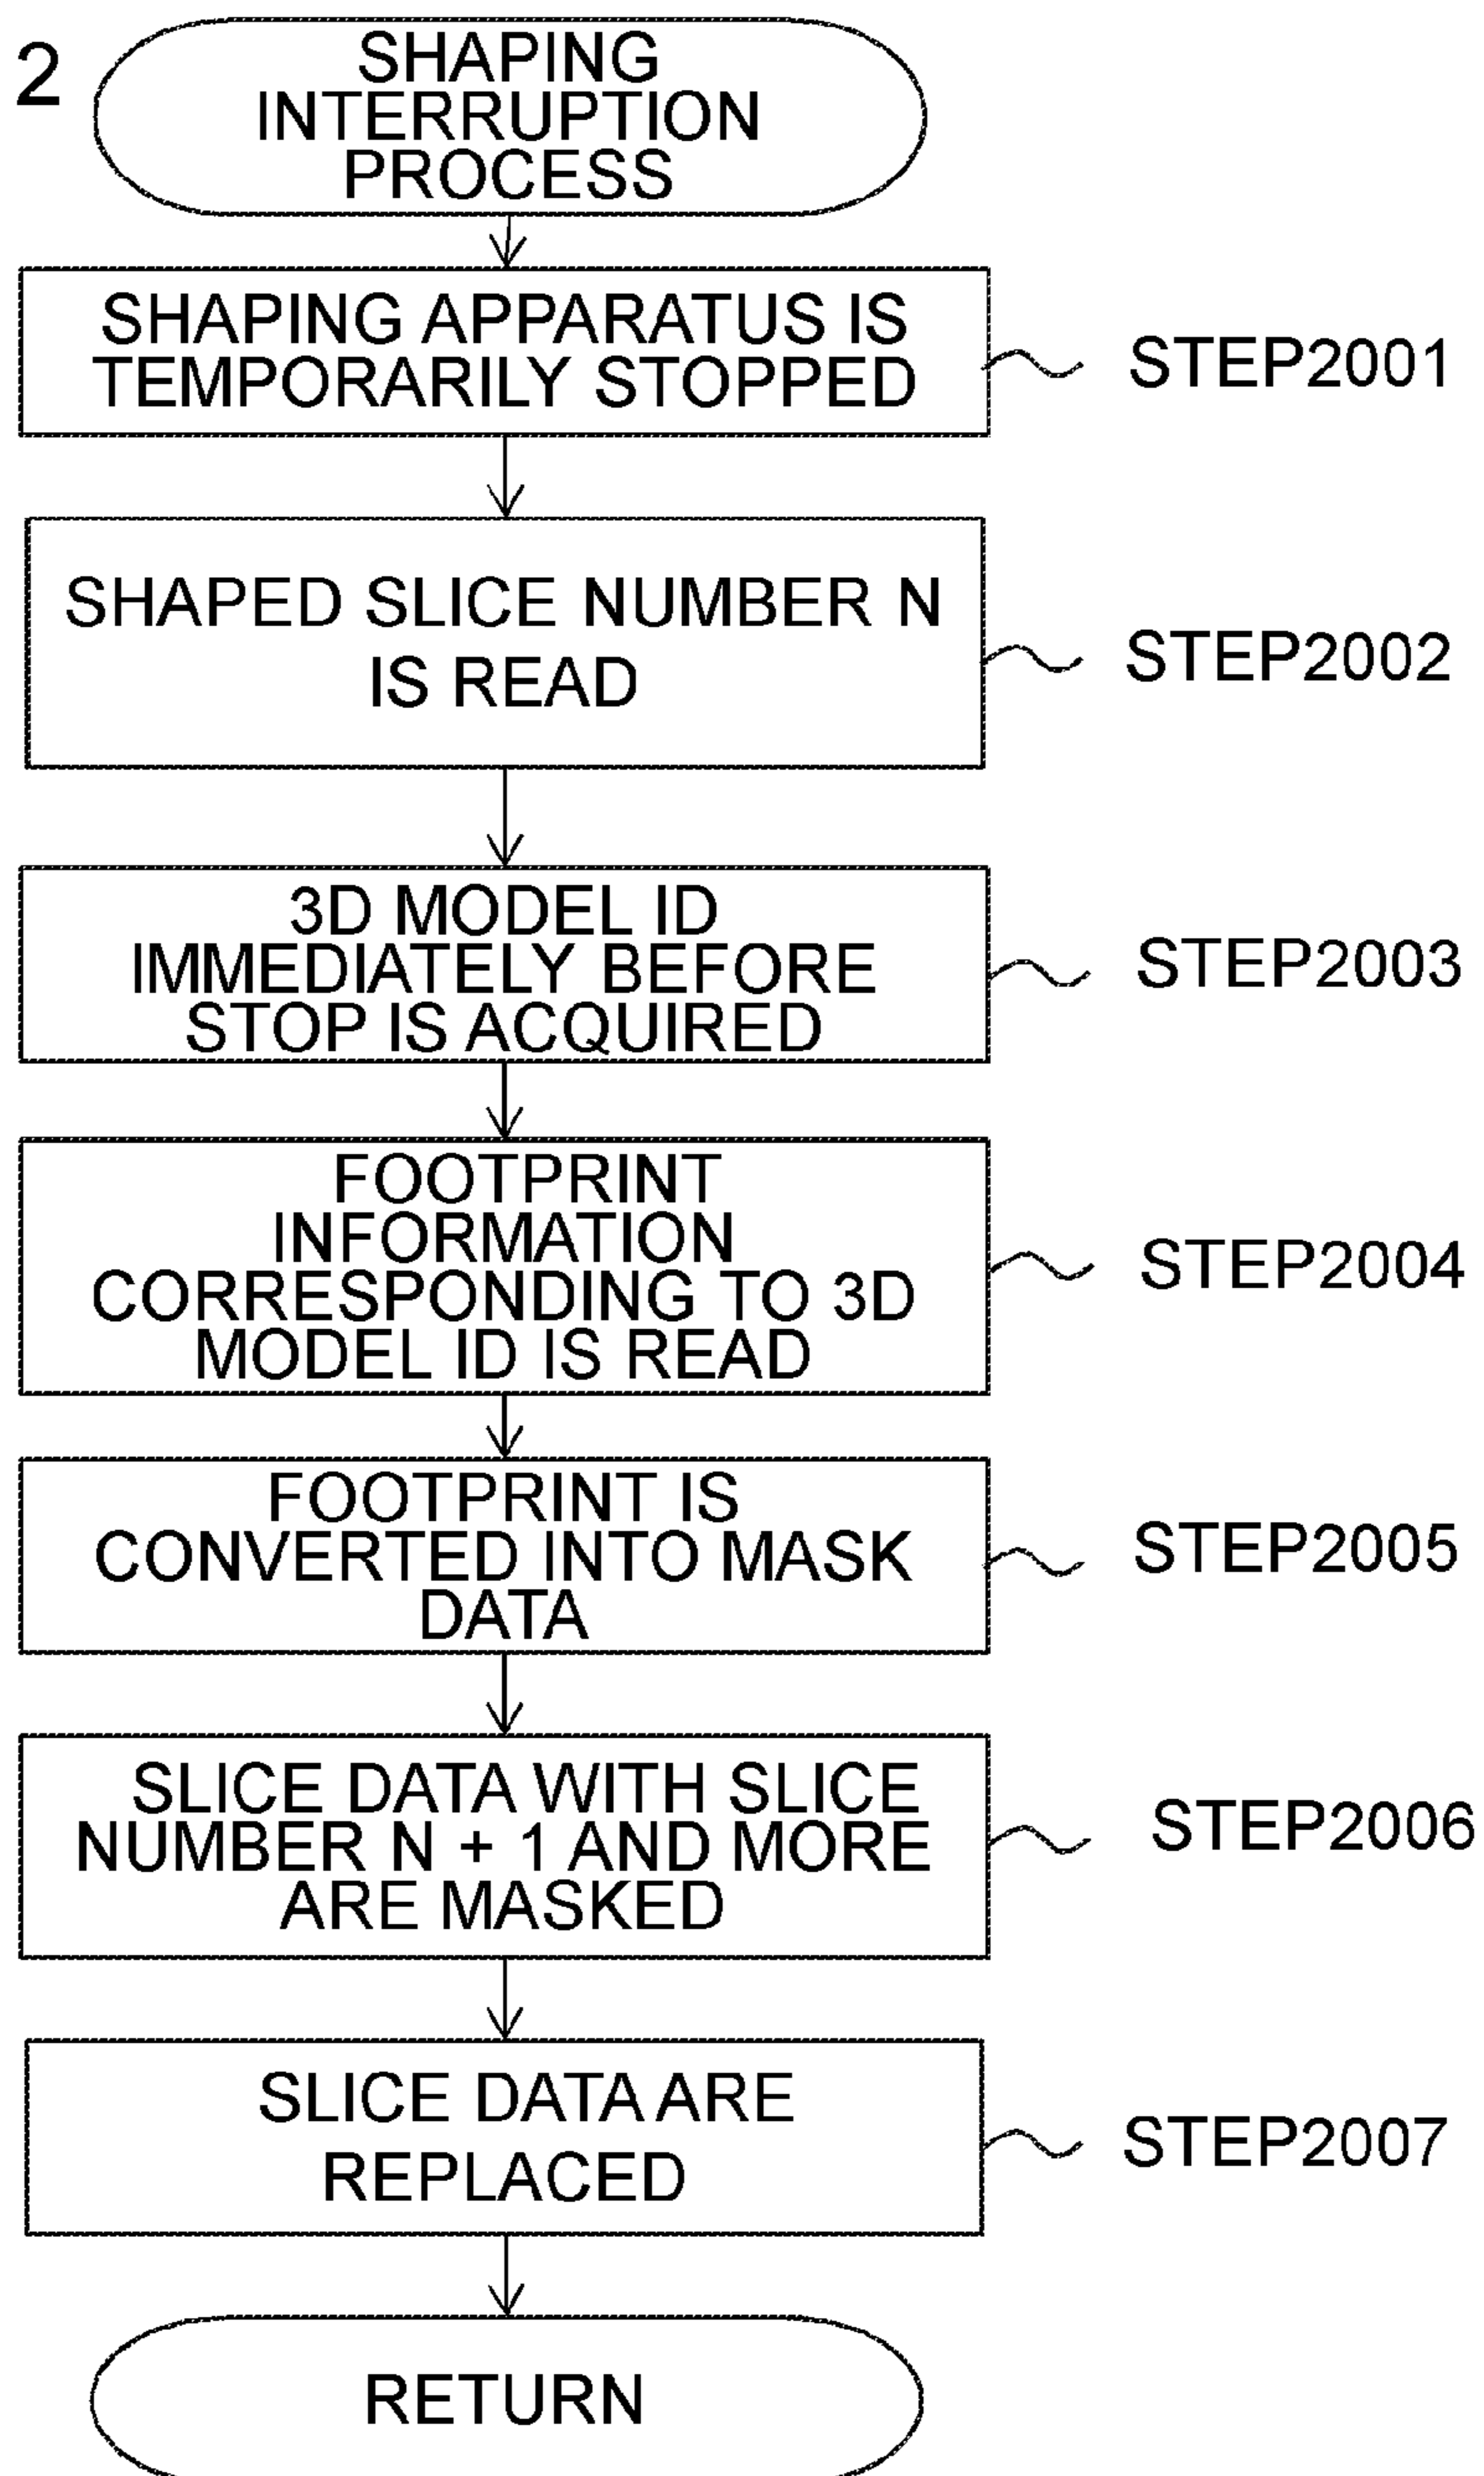 2
SHAPING
INTERRUPTION
PROCESS
SHAPING APPARATUS IS
TEMPORARILY STOPPED
STEP2001
SHAPED SLICE NUMBER N
IS READ
STEP2002
3D MODEL ID
IMMEDIATELY BEFORE
STOP IS ACQUIRED
STEP2003
FOOTPRINT
INFORMATION
CORRESPONDING TO 3D
MODEL ID IS READ
STEP2004
FOOTPRINT IS
CONVERTED INTO MASK
DATA
STEP2005
SLICE DATA WITH SLICE
NUMBER N + 1 AND MORE
ARE MASKED
STEP2006
SLICE DATA ARE
REPLACED
STEP2007
RETURN